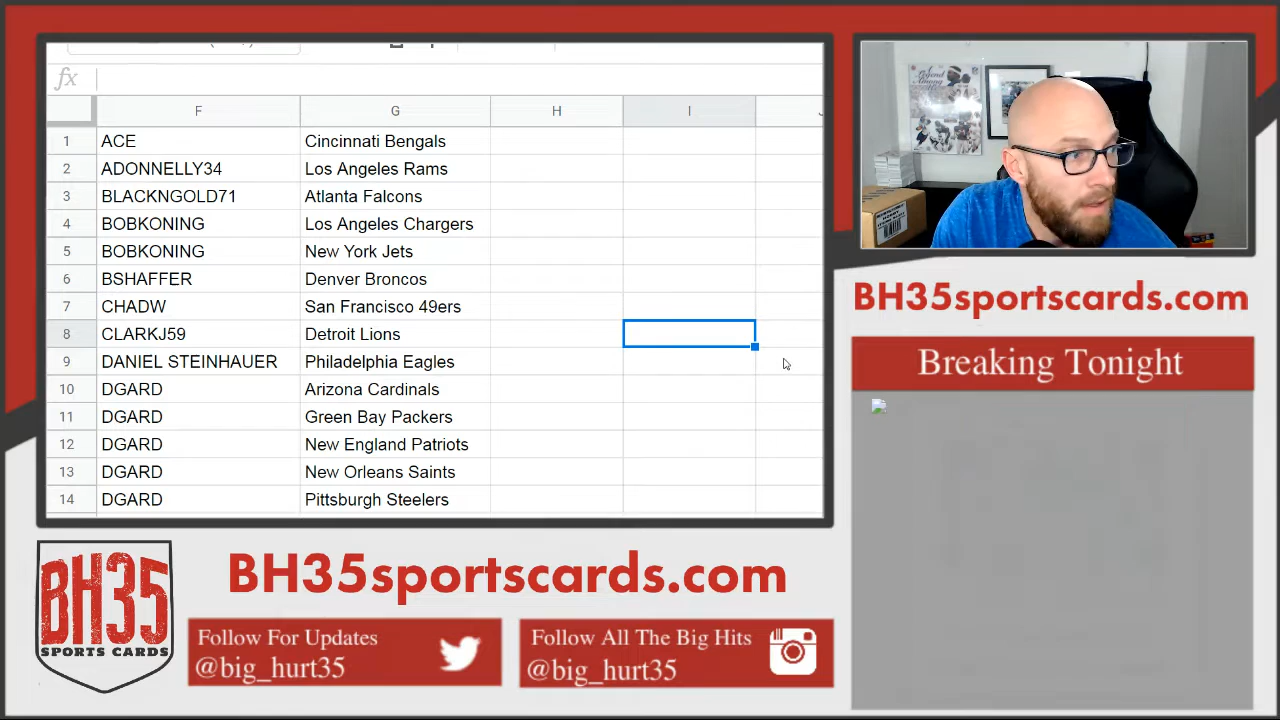 fx
F G H I
1 ACE Cincinnati Bengals
2 ADONNELLY34 Los Angeles Rams
3 BLACKNGOLD71 Atlanta Falcons
4 BOBKONING Los Angeles Chargers
5 BOBKONING New York Jets
6 BSHAFFER Denver Broncos
7 CHADW San Francisco 49ers
8 CLARKJ59 Detroit Lions
9 DANIEL STEINHAUER Philadelphia Eagles
10 DGARD Arizona Cardinals
11 DGARD Green Bay Packers
12 DGARD New England Patriots
13 DGARD New Orleans Saints
14 DGARD Pittsburgh Steelers
BH35sportscards.com
Breaking Tonight
BH35
SPORTS CARDS
BH35sportscards.com
Follow For Updates
@big_hurt35
Follow All The Big Hits
@big_hurt35